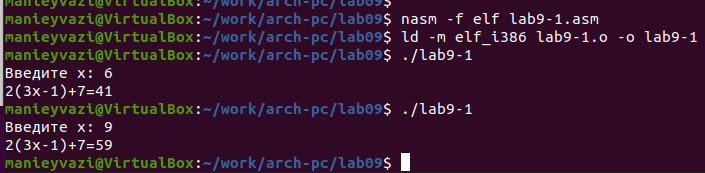 manieyvazi@VirtualBox:~/work/arch-pc/lab09$ nasm -f elf lab9-1.asm
manieyvazi@VirtualBox:~/work/arch-pc/lab09$ ld -m elf_i386 lab9-1.o -o lab9-1
manieyvazi@VirtualBox:~/work/arch-pc/lab09$ ./lab9-1
Введите x: 6
2(3x-1)+7=41
manieyvazi@VirtualBox:~/work/arch-pc/lab09$ ./lab9-1
Введите x: 9
2(3x-1)+7=59
manieyvazi@VirtualBox:~/work/arch-pc/lab09$